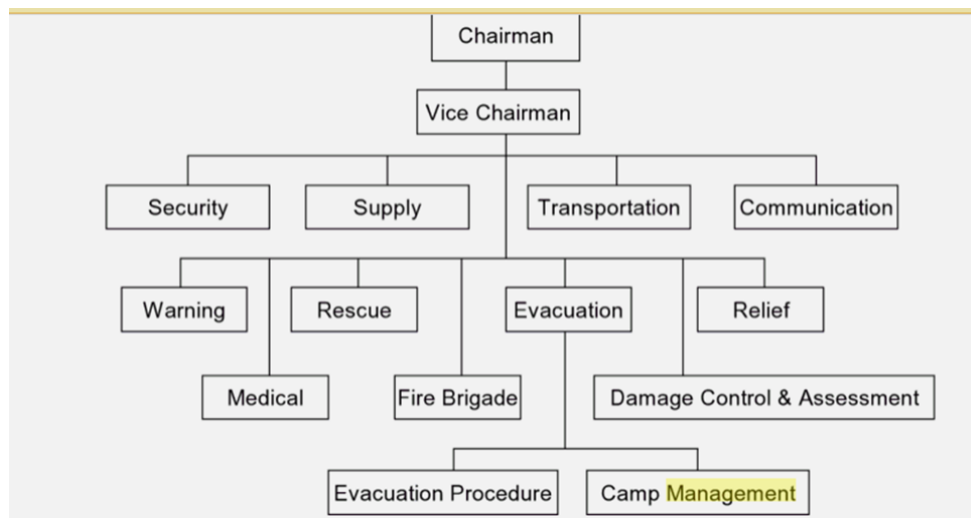 Chairman
Vice Chairman
Security
Supply
Transportation
Communication
Warning
Rescue
Evacuation
Relief
Medical
Fire Brigade
Damage Control & Assessment
Evacuation Procedure
Camp Management